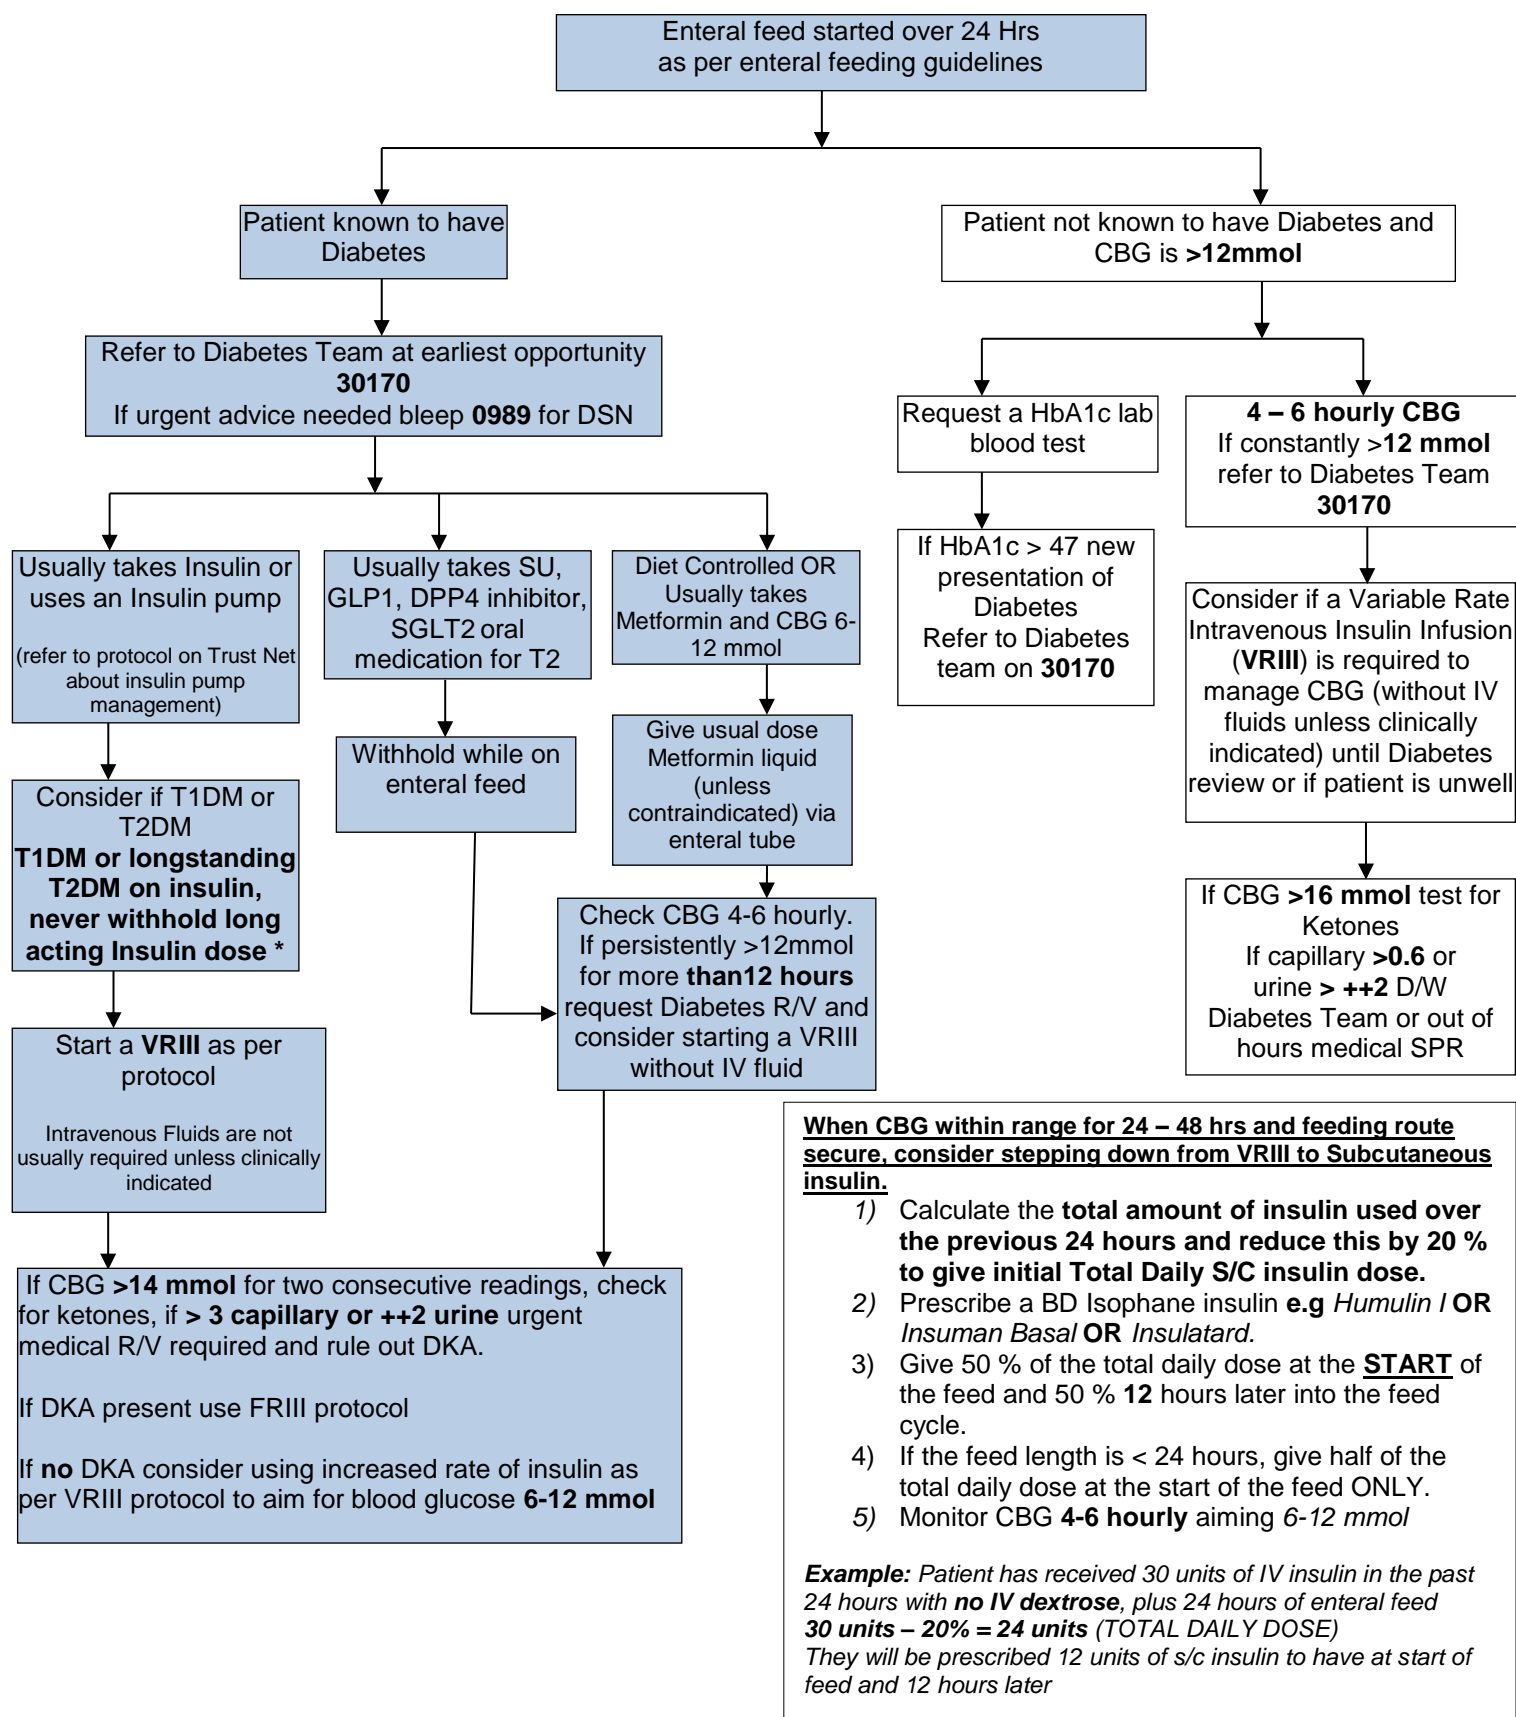 Enteral feed started over 24 Hrs
as per enteral feeding guidelines
Patient known to have
Diabetes
Patient not known to have Diabetes and
CBG is >12mmol
Refer to Diabetes Team at earliest opportunity
30170
If urgent advice needed bleep 0989 for DSN
Request a HbA1c lab
blood test
4 – 6 hourly CBG
If constantly >12 mmol
refer to Diabetes Team
30170
Usually takes Insulin or
uses an Insulin pump
(refer to protocol on Trust Net
about insulin pump
management)
Usually takes SU,
GLP1, DPP4 inhibitor,
SGLT2 oral
medication for T2
Diet Controlled OR
Usually takes
Metformin and CBG 6-
12 mmol
If HbA1c > 47 new
presentation of
Diabetes
Refer to Diabetes
team on 30170
Consider if a Variable Rate
Intravenous Insulin Infusion
(VRIII) is required to
manage CBG (without IV
fluids unless clinically
indicated) until Diabetes
review or if patient is unwell
Withhold while on
enteral feed
Give usual dose
Metformin liquid
(unless
contraindicated) via
enteral tube
Consider if T1DM or
T2DM
T1DM or longstanding
T2DM on insulin,
never withhold long
acting Insulin dose *
Check CBG 4-6 hourly.
If persistently >12mmol
for more than12 hours
request Diabetes R/V and
consider starting a VRIII
without IV fluid
If CBG >16 mmol test for
Ketones
If capillary >0.6 or
urine > ++2 D/W
Diabetes Team or out of
hours medical SPR
Start a VRIII as per
protocol
Intravenous Fluids are not
usually required unless clinically
indicated
If CBG >14 mmol for two consecutive readings, check
for ketones, if > 3 capillary or ++2 urine urgent
medical R/V required and rule out DKA.
If DKA present use FRIII protocol
If no DKA consider using increased rate of insulin as
per VRIII protocol to aim for blood glucose 6-12 mmol
When CBG within range for 24 – 48 hrs and feeding route
secure, consider stepping down from VRIII to Subcutaneous
insulin.
1) Calculate the total amount of insulin used over
the previous 24 hours and reduce this by 20 %
to give initial Total Daily S/C insulin dose.
2) Prescribe a BD Isophane insulin e.g Humulin I OR
Insuman Basal OR Insulatard.
3) Give 50 % of the total daily dose at the START of
the feed and 50 % 12 hours later into the feed
cycle.
4) If the feed length is < 24 hours, give half of the
total daily dose at the start of the feed ONLY.
5) Monitor CBG 4-6 hourly aiming 6-12 mmol
Example: Patient has received 30 units of IV insulin in the past
24 hours with no IV dextrose, plus 24 hours of enteral feed
30 units – 20% = 24 units (TOTAL DAILY DOSE)
They will be prescribed 12 units of s/c insulin to have at start of
feed and 12 hours later